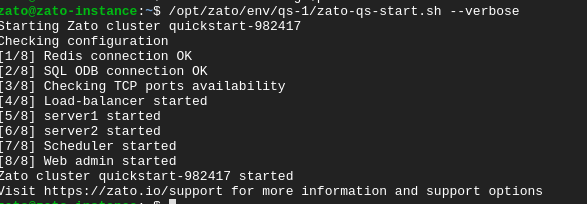 zato@zato-instance:~$ /opt/zato/env/qs-1/zato-qs-start.sh --verbose
Starting Zato cluster quickstart-982417
Checking configuration
[1/8] Redis connection OK
[2/8] SQL ODB connection OK
[3/8] Checking TCP ports availability
[4/8] Load-balancer started
[5/8] server1 started
[6/8] server2 started
[7/8] Scheduler started
[8/8] Web admin started
Zato cluster quickstart-982417 started
Visit https://zato.io/support for more information and support options
zato@zato-instance:~$